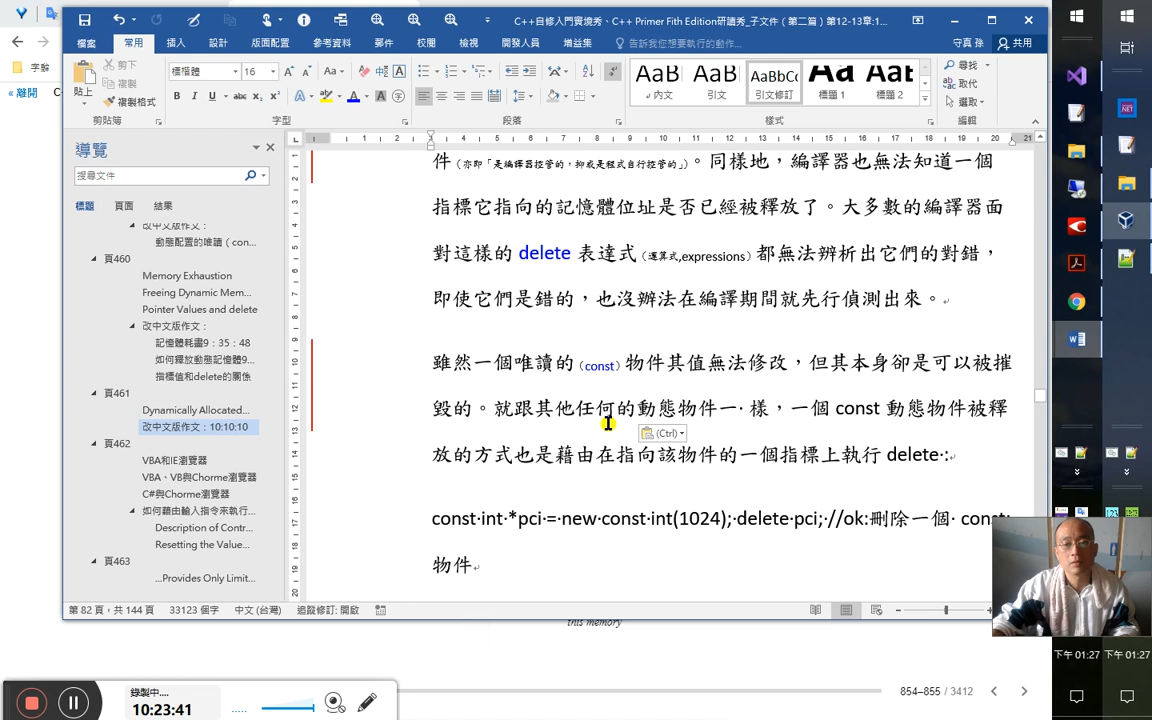 C++自修入門實境秀、C++ Primer Fith Edition研讀秀_子文件（第二篇）第12-13章:1...
檔案 常用 插入 設計 版面配置 參考資料 郵件 校閱 檢視 開發人員 增益集 告訴我您想要執行的動作... 守真 孫 共用
貼上 剪下 複製 複製格式 剪貼簿
標楷體 16 字型
段落
AaB AaB AaBbCc AaB Aat
內文 引文 引文修訂 標題 1 標題 2
樣式
尋找 取代 選取 編輯
« 離開
字齡
導覽
搜尋文件
標題 頁面 結果
改中文版作文：
動態配置的唯讀（con...
頁460
Memory Exhaustion
Freeing Dynamic Mem...
Pointer Values and delete
改中文版作文：
記憶體耗盡9：35：48
如何釋放動態記憶體9...
指標值和delete的關係
頁461
Dynamically Allocated...
改中文版作文：10:10:10
頁462
VBA和IE瀏覽器
VBA、VB與Chorme瀏覽器
C#與Chorme瀏覽器
如何藉由輸入指令來執行...
Description of Contr...
Resetting the Value...
頁463
...Provides Only Limit...
件（亦即「是編譯器控管的，抑或是程式自行控管的」）。同樣地，編譯器也無法知道一個
指標它指向的記憶體位址是否已經被釋放了。大多數的編譯器面
對這樣的 delete 表達式（運算式,expressions）都無法辨析出它們的對錯，
即使它們是錯的，也沒辦法在編譯期間就先行偵測出來。
雖然一個唯讀的（const）物件其值無法修改，但其本身卻是可以被摧
毀的。就跟其他任何的動態物件一· 樣，一個 const 動態物件被釋
(Ctrl)
放的方式也是藉由在指向該物件的一個指標上執行 delete·:
const·int·*pci·=·new·const·int(1024);·delete·pci;·//ok:刪除一個· const·
物件
第 82 頁，共 144 頁 33123 個字 中文 (台灣) 追蹤修訂: 開啟
this memory
錄製中....
10:23:41
854–855 / 3412
下午 01:27 下午 01:27